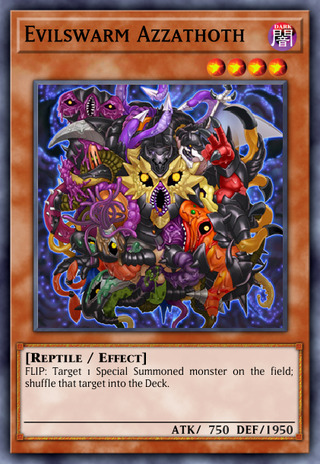 Evilswarm Azzathoth
DARK
闇
[Reptile / Effect]
FLIP: Target 1 Special Summoned monster on the field;
shuffle that target into the Deck.
ATK/ 750 DEF/1950